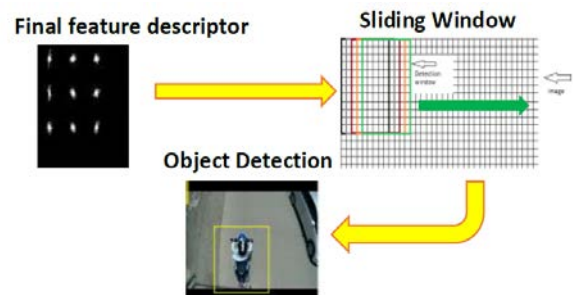 Final feature descriptor
Sliding Window
Detection
window
image
Object Detection